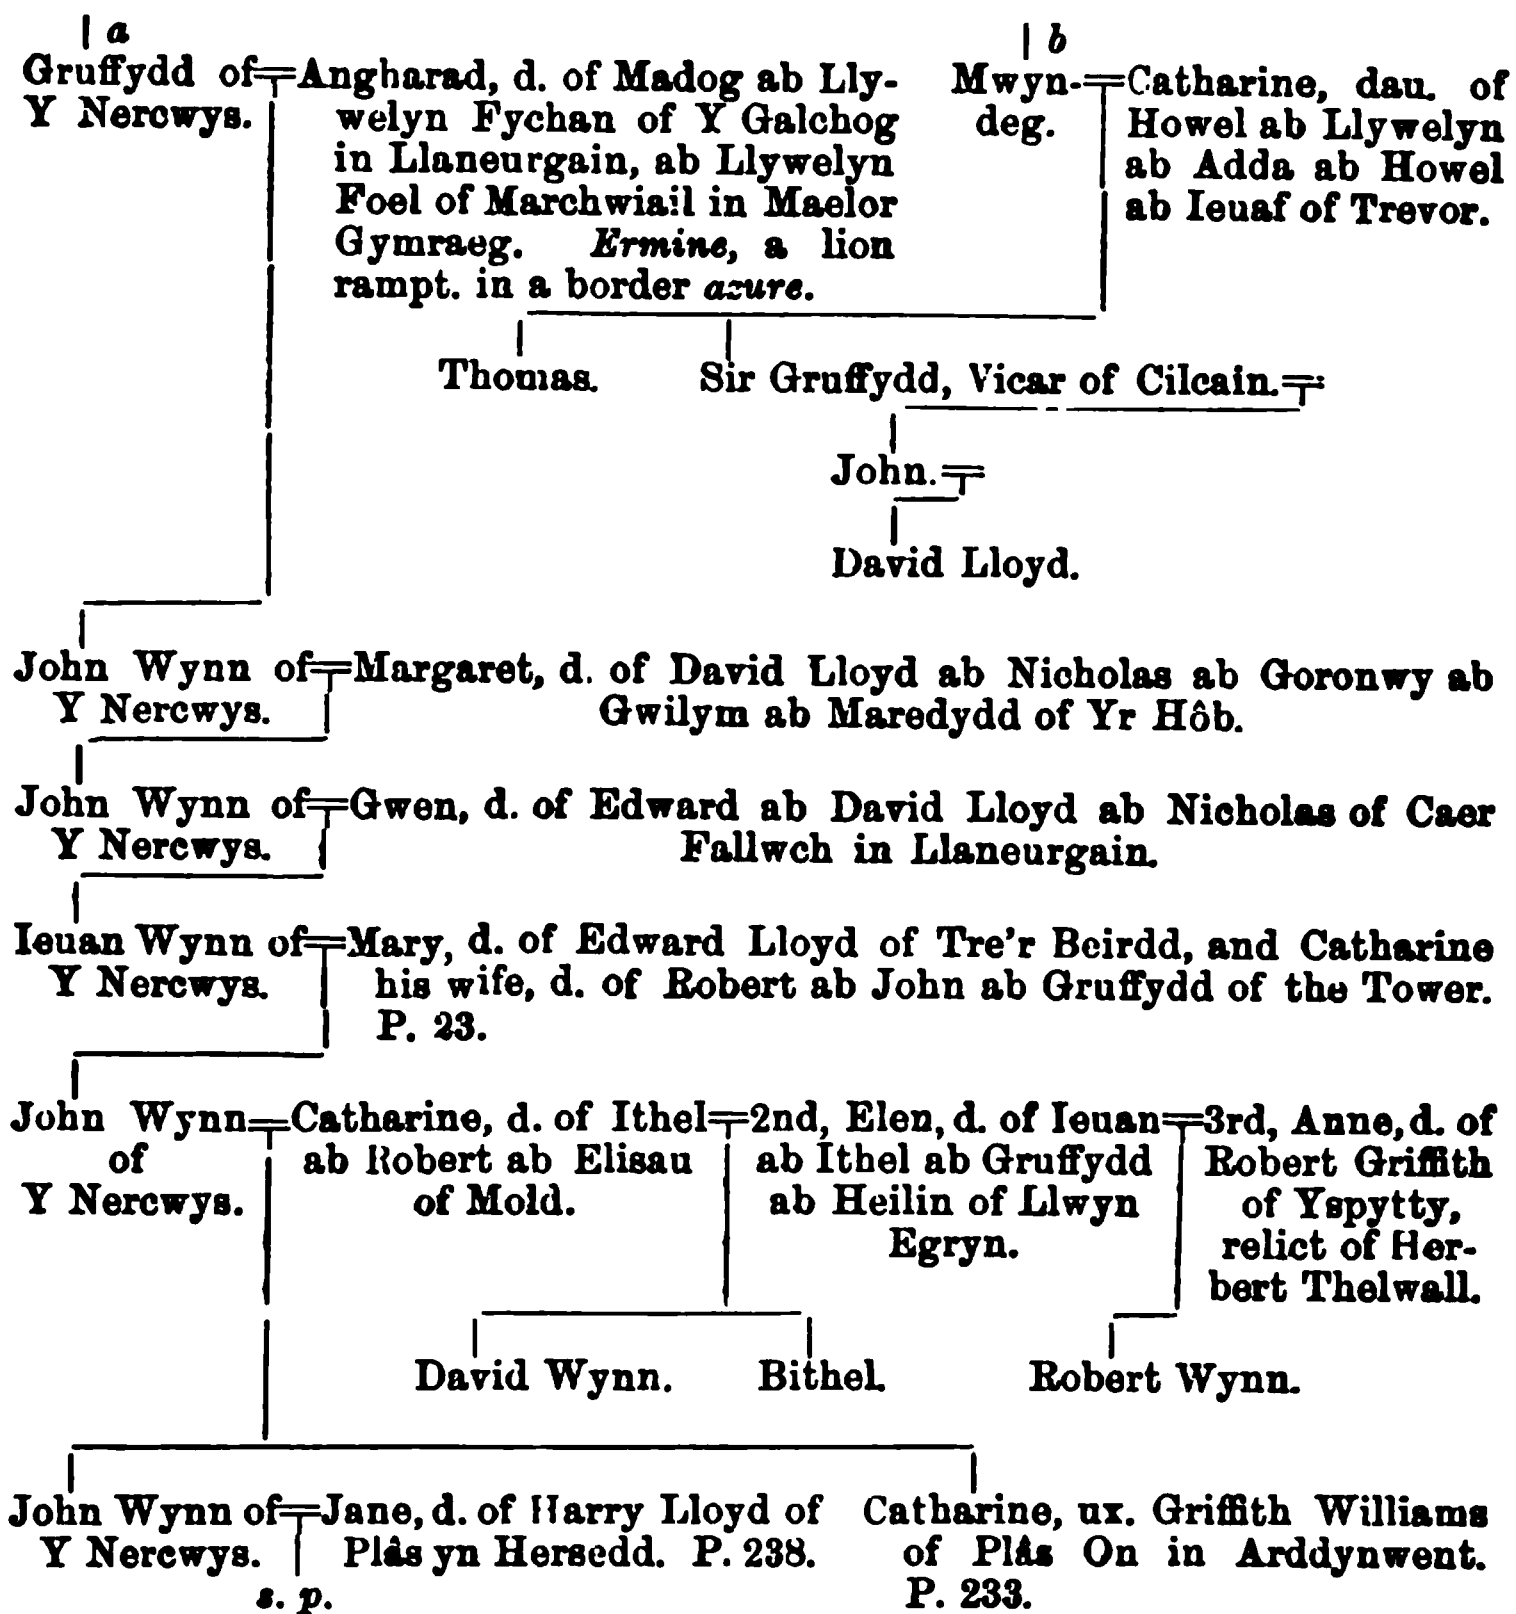 a
Gruffydd of Angharad, d. of Madog ab Lly-
Y Nercwys. welyn Fychan of Y Galchog
in Llaneurgain, ab Llywelyn
Foel of Marchwiail in Maelor
Gymraeg. Ermine, a lion
rampt. in a border azure.
b
Mwyn- Catharine, dau. of
deg. Howel ab Llywelyn
ab Adda ab Howel
ab Ieuaf of Trevor.
Thomas. Sir Gruffydd, Vicar of Cilcain.
John.
David Lloyd.
John Wynn of Margaret, d. of David Lloyd ab Nicholas ab Goronwy ab
Y Nercwys. Gwilym ab Maredydd of Yr Hôb.
John Wynn of Gwen, d. of Edward ab David Lloyd ab Nicholas of Caer
Y Nercwys. Fallwch in Llaneurgain.
Ieuan Wynn of Mary, d. of Edward Lloyd of Tre'r Beirdd, and Catharine
Y Nercwys. his wife, d. of Robert ab John ab Gruffydd of the Tower.
P. 23.
John Wynn
of
Y Nercwys.
Catharine, d. of Ithel
ab Robert ab Elisau
of Mold.
2nd, Elen, d. of Ieuan
ab Ithel ab Gruffydd
ab Heilin of Llwyn
Egryn.
3rd, Anne, d. of
Robert Griffith
of Yspytty,
relict of Her-
bert Thelwall.
David Wynn. Bithel. Robert Wynn.
John Wynn of Jane, d. of Harry Lloyd of
Y Nercwys. Plâs yn Hersedd. P. 238.
s. p.
Catharine, ux. Griffith Williams
of Plâs On in Arddynwent.
P. 233.